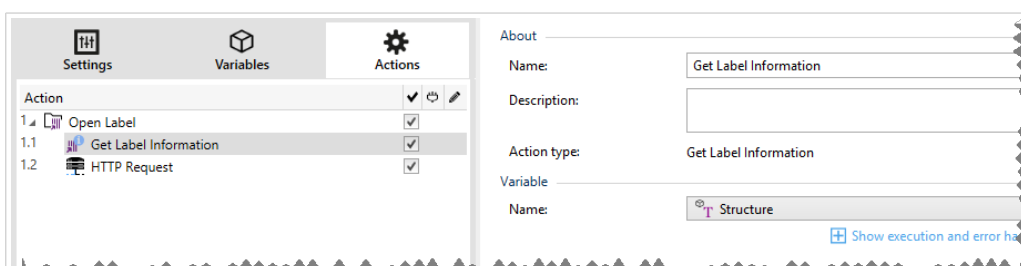 Settings
Variables
Actions
Action
1 Open Label
1.1 Get Label Information
1.2 HTTP Request
About
Name: Get Label Information
Description:
Action type: Get Label Information
Variable
Name: T Structure
Show execution and error ha